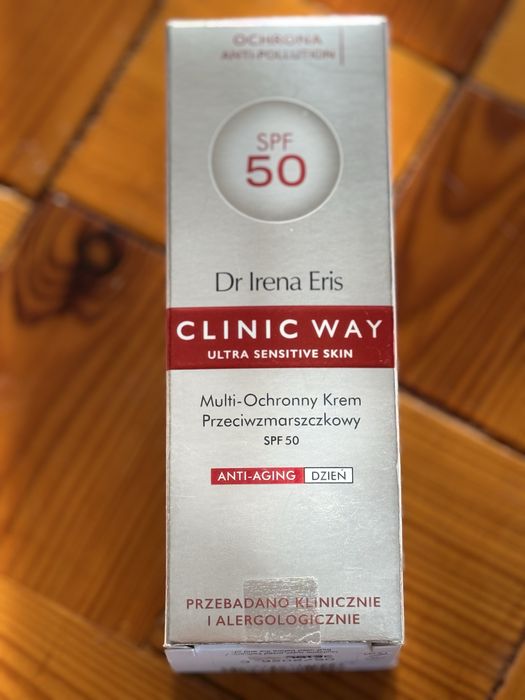 OCHRONA
ANTI-POLLUTION
SPF
50
Dr Irena Eris
CLINIC WAY
ULTRA SENSITIVE SKIN
Multi-Ochronny Krem
Przeciwzmarszczkowy
SPF 50
ANTI-AGING DZIEŃ
PRZEBADANO KLINICZNIE
I ALERGOLOGICZNIE